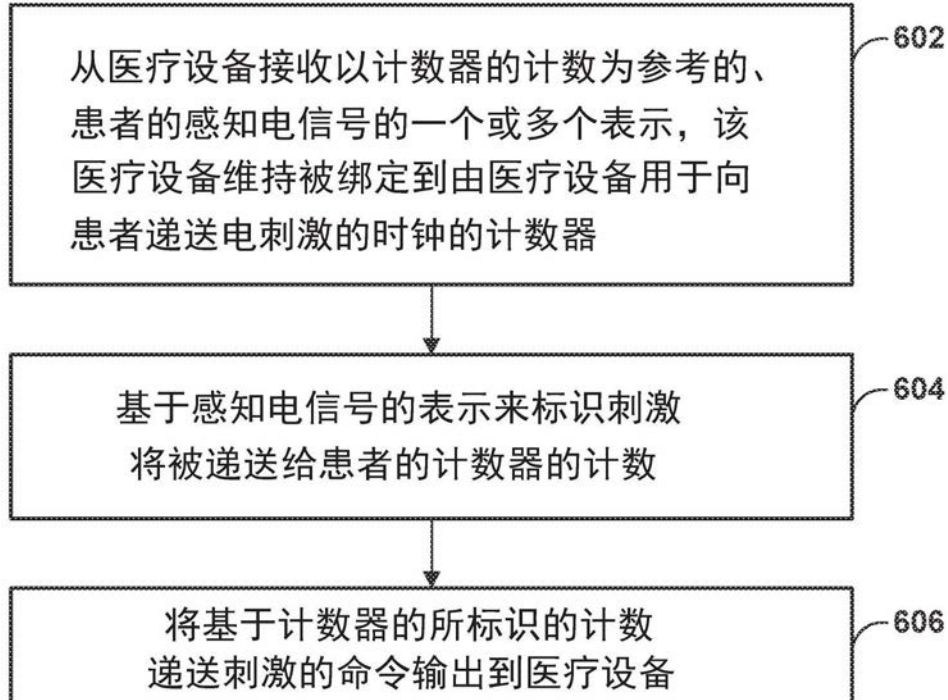 从医疗设备接收以计数器的计数为参考的、
患者的感知电信号的一个或多个表示，该
医疗设备维持被绑定到由医疗设备用于向
患者递送电刺激的时钟的计数器
602
基于感知电信号的表示来标识刺激
将被递送给患者的计数器的计数
604
将基于计数器的所标识的计数
递送刺激的命令输出到医疗设备
606